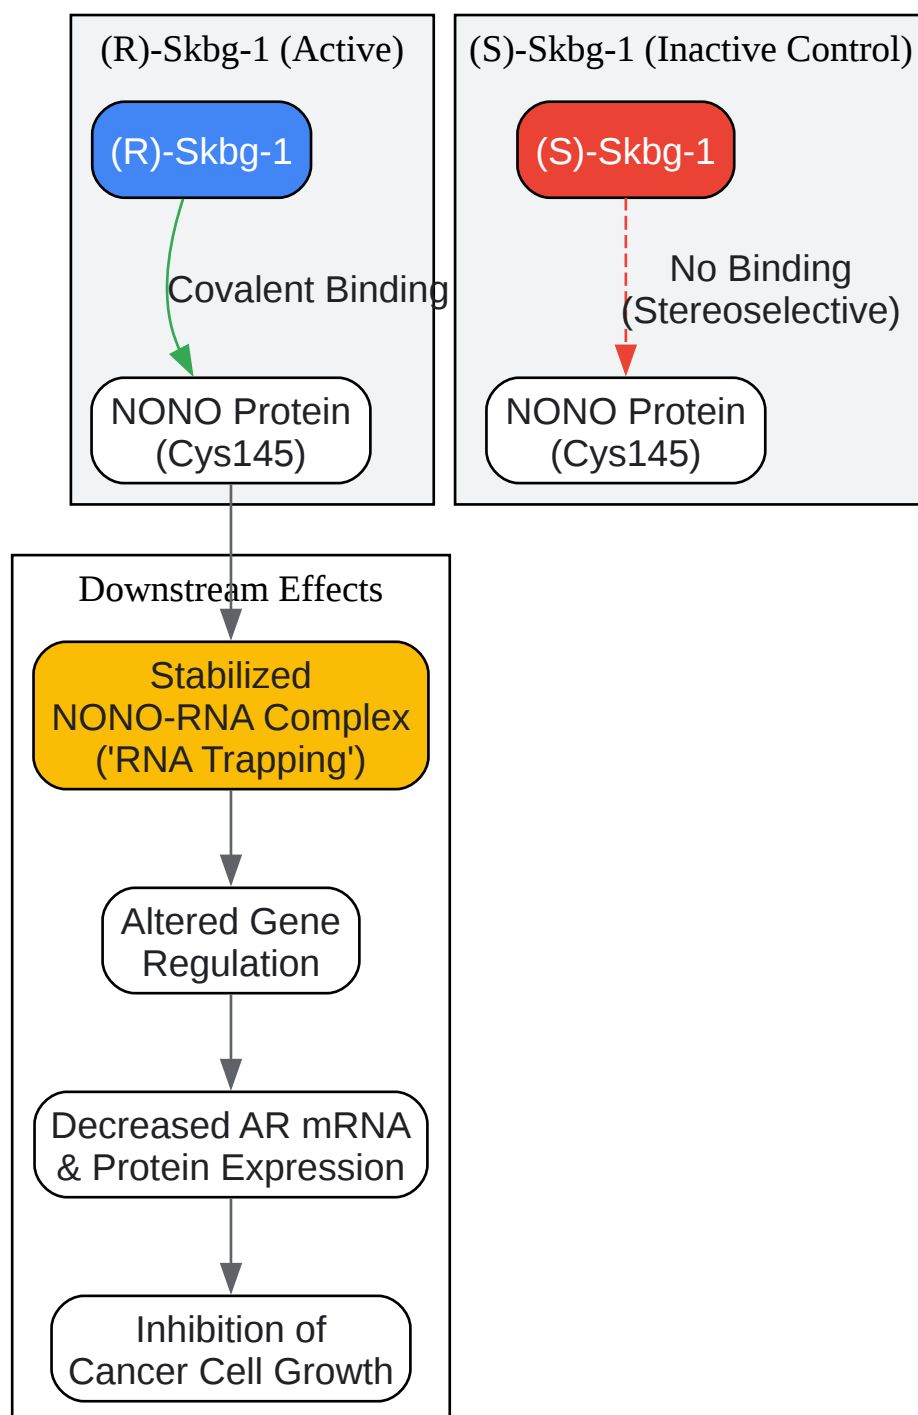 (R)-Skbg-1 (Active)
(R)-Skbg-1
Covalent Binding
NONO Protein
(Cys145)
(S)-Skbg-1 (Inactive Control)
(S)-Skbg-1
No Binding
(Stereoselective)
NONO Protein
(Cys145)
Downstream Effects
Stabilized
NONO-RNA Complex
('RNA Trapping')
Altered Gene
Regulation
Decreased AR mRNA
& Protein Expression
Inhibition of
Cancer Cell Growth